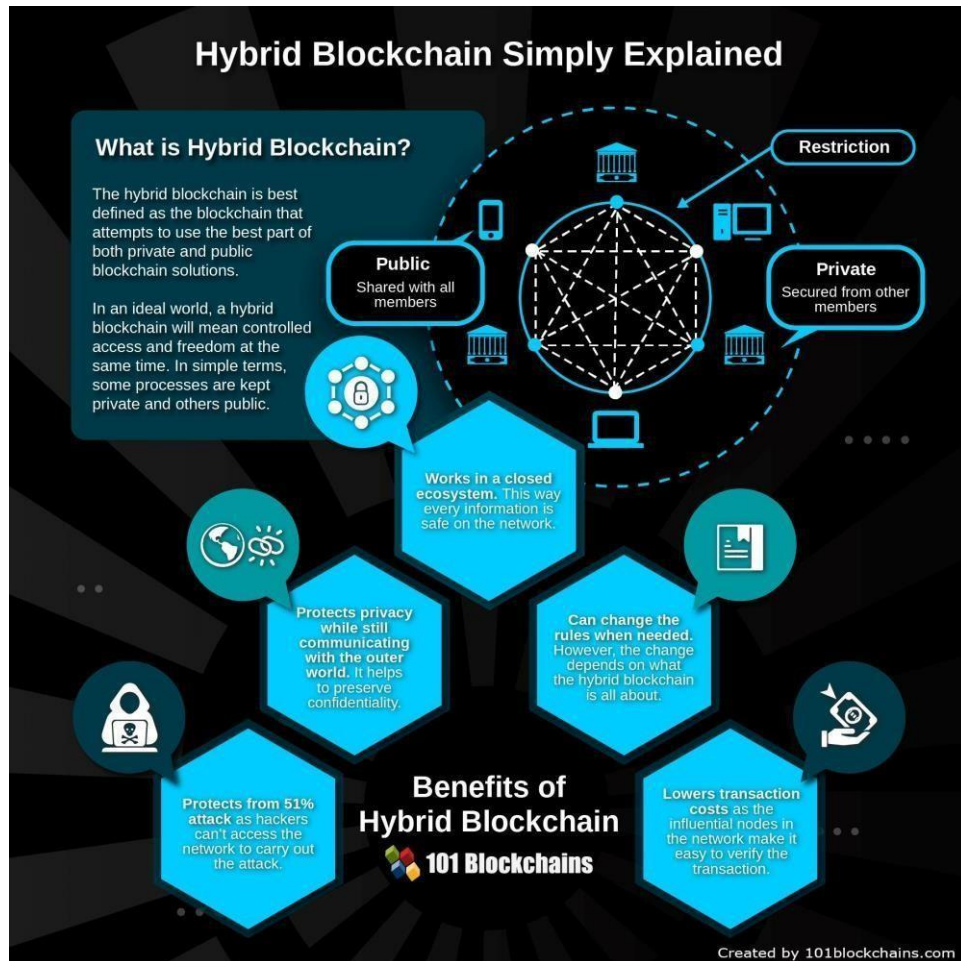 Hybrid Blockchain Simply Explained
What is Hybrid Blockchain?
The hybrid blockchain is best
defined as the blockchain that
attempts to use the best part of
both private and public
blockchain solutions.
In an ideal world, a hybrid
blockchain will mean controlled
access and freedom at the
same time. In simple terms,
some processes are kept
private and others public.
Restriction
Public
Shared with all
members
Private
Secured from other
members
Works in a closed
ecosystem. This way
every information is
safe on the network.
Protects privacy
while still
communicating
with the outer
world. It helps
to preserve
confidentiality.
Can change the
rules when needed.
However, the change
depends on what
the hybrid blockchain
is all about.
Protects from 51%
attack as hackers
can't access the
network to carry out
the attack.
Benefits of
Hybrid Blockchain
101 Blockchains
Lowers transaction
costs as the
influential nodes in
the network make it
easy to verify the
transaction.
Created by 101blockchains.com